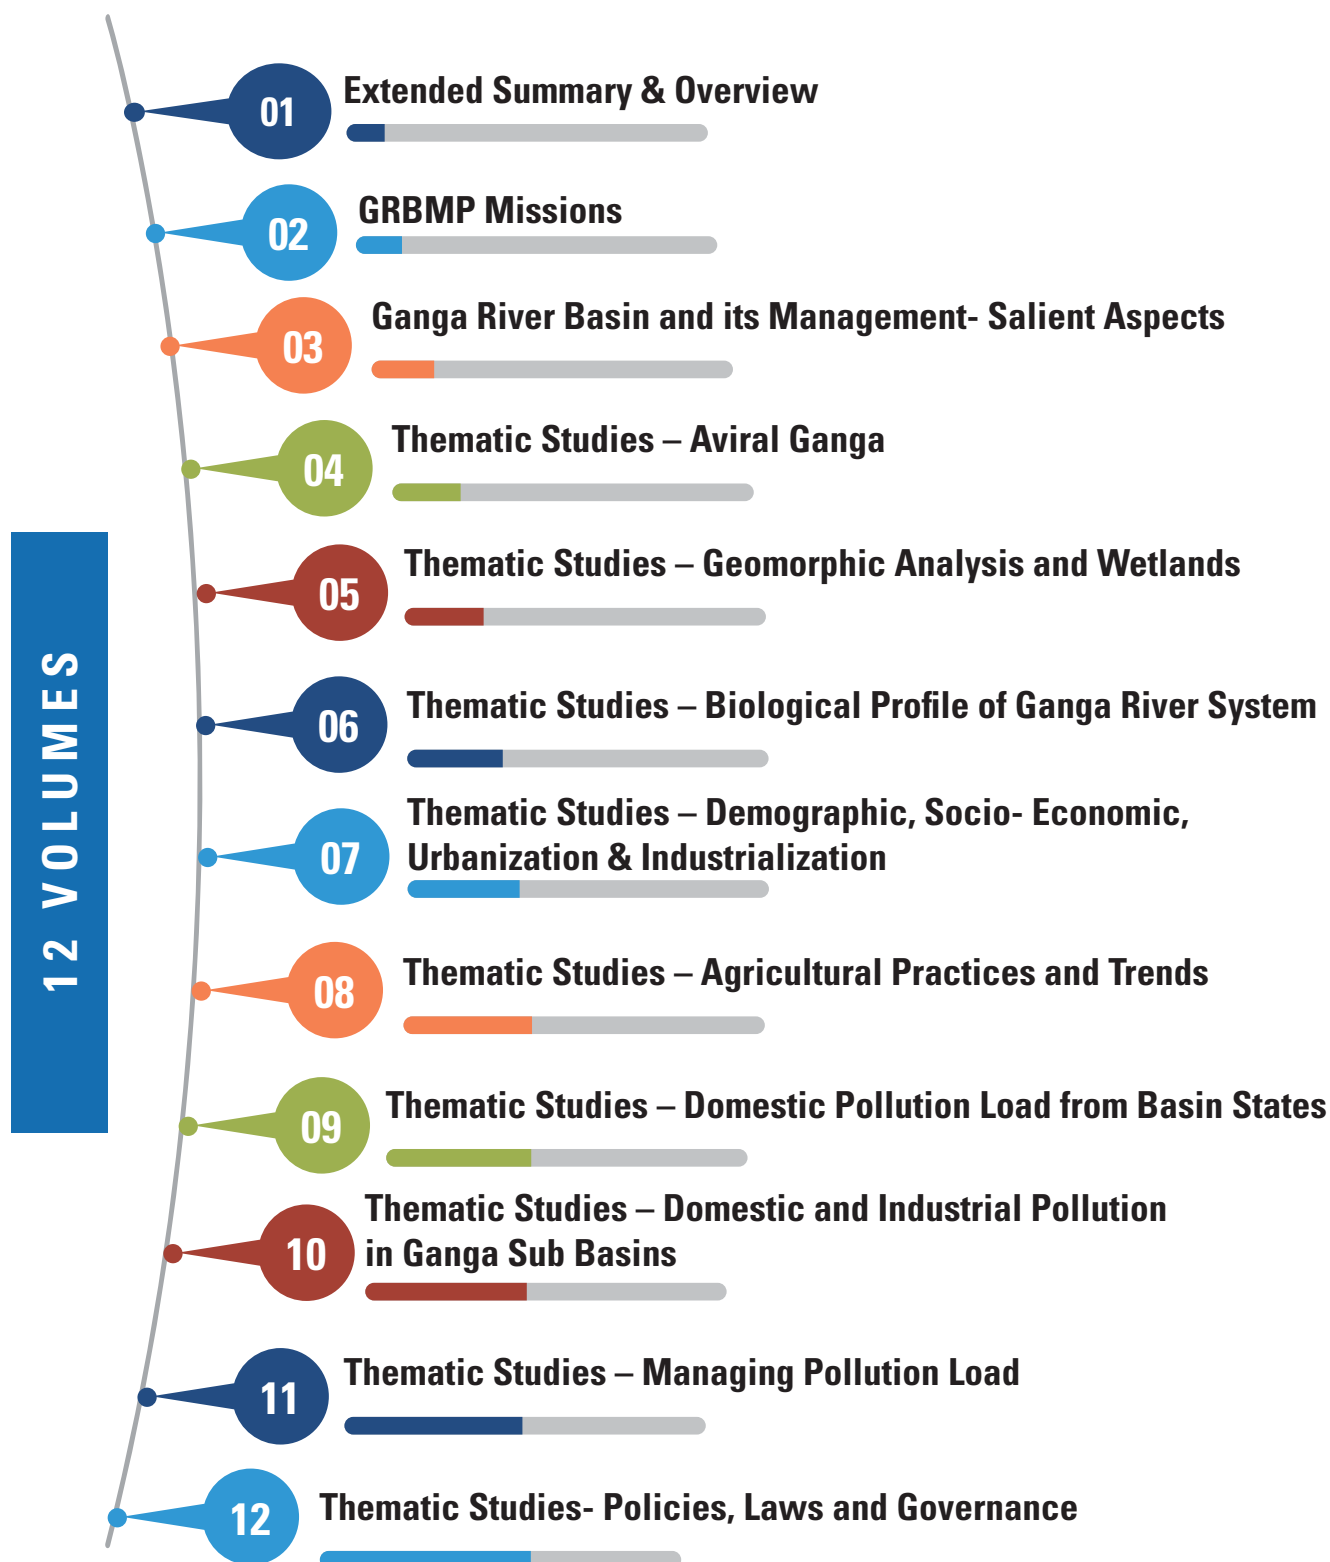 12 VOLUMES
01
Extended Summary & Overview
02
GRBMP Missions
03
Ganga River Basin and its Management- Salient Aspects
04
Thematic Studies – Aviral Ganga
05
Thematic Studies – Geomorphic Analysis and Wetlands
06
Thematic Studies – Biological Profile of Ganga River System
07
Thematic Studies – Demographic, Socio- Economic,
Urbanization & Industrialization
08
Thematic Studies – Agricultural Practices and Trends
09
Thematic Studies – Domestic Pollution Load from Basin States
10
Thematic Studies – Domestic and Industrial Pollution
in Ganga Sub Basins
11
Thematic Studies – Managing Pollution Load
12
Thematic Studies- Policies, Laws and Governance